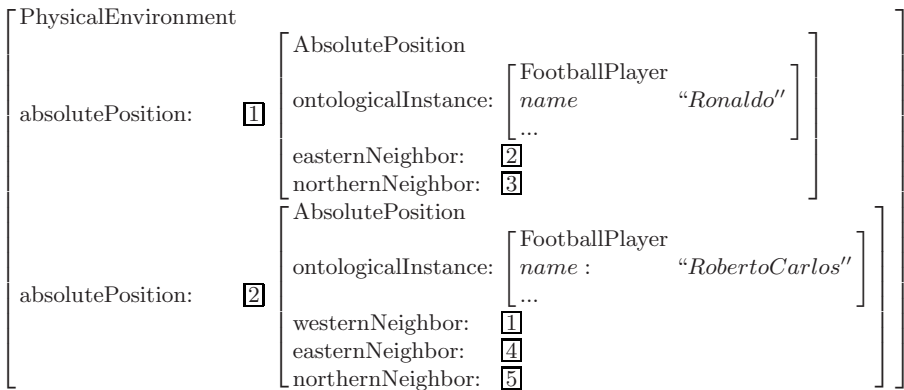 PhysicalEnvironment
AbsolutePosition
FootballPlayer
ontologicalInstance: name “Ronaldo″
...
absolutePosition: 1
easternNeighbor: 2
northernNeighbor: 3
AbsolutePosition
FootballPlayer
ontologicalInstance: name : “RobertoCarlos″
...
absolutePosition: 2
westernNeighbor: 1
easternNeighbor: 4
northernNeighbor: 5